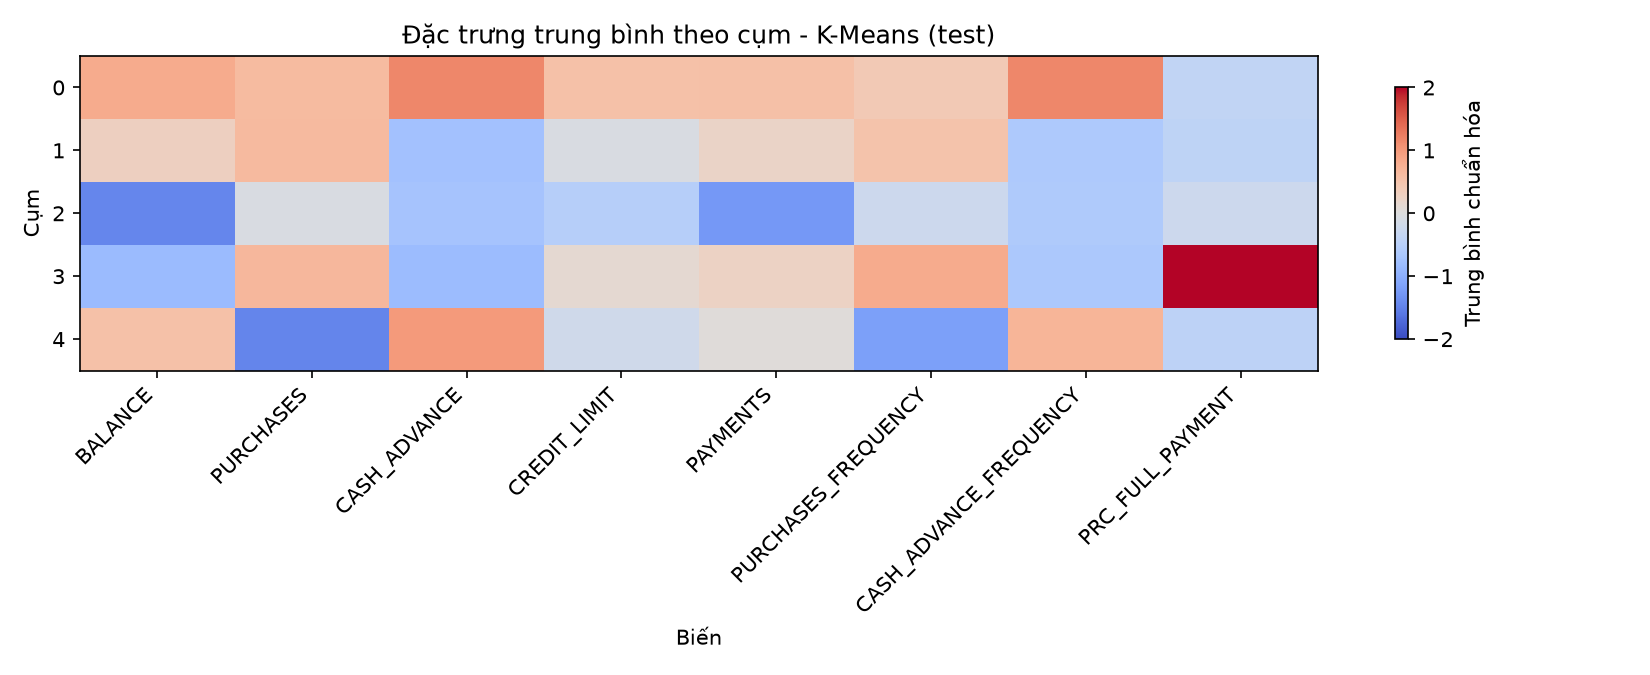 Đặc trưng trung bình theo cụm - K-Means (test)
Cụm
0
1
2
3
4
BALANCE
PURCHASES
CASH_ADVANCE
CREDIT_LIMIT
PAYMENTS
PURCHASES_FREQUENCY
CASH_ADVANCE_FREQUENCY
PRC_FULL_PAYMENT
Biến
2
1
0
−1
−2
Trung bình chuẩn hóa